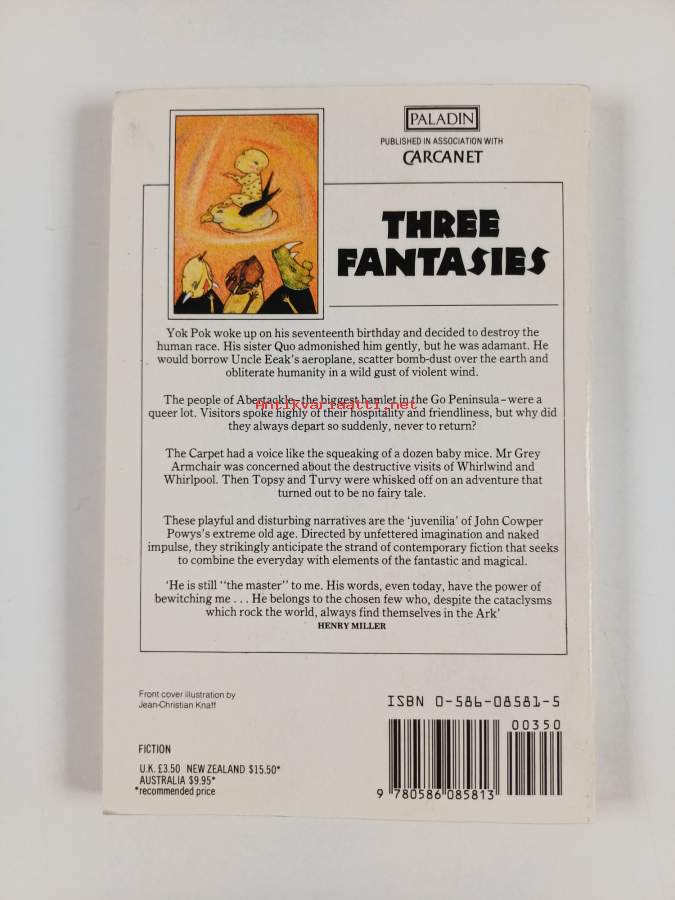 PALADIN
PUBLISHED IN ASSOCIATION WITH
CARCANET
THREE
FANTASIES
Yok Pok woke up on his seventeenth birthday and decided to destroy the
human race. His sister Quo admonished him gently, but he was adamant. He
would borrow Uncle Eeak's aeroplane, scatter bomb-dust over the earth and
obliterate humanity in a wild gust of violent wind.
The people of Abertackle–the biggest hamlet in the Go Peninsula–were a
antikvariaatti.net
queer lot. Visitors spoke highly of their hospitality and friendliness, but why did
they always depart so suddenly, never to return?
The Carpet had a voice like the squeaking of a dozen baby mice. Mr Grey
Armchair was concerned about the destructive visits of Whirlwind and
Whirlpool. Then Topsy and Turvy were whisked off on an adventure that
turned out to be no fairy tale.
These playful and disturbing narratives are the 'juvenilia' of John Cowper
Powys's extreme old age. Directed by unfettered imagination and naked
impulse, they strikingly anticipate the strand of contemporary fiction that seeks
to combine the everyday with elements of the fantastic and magical.
'He is still "the master" to me. His words, even today, have the power of
bewitching me . . . He belongs to the chosen few who, despite the cataclysms
which rock the world, always find themselves in the Ark'
HENRY MILLER
Front cover illustration by
Jean-Christian Knaff
FICTION
U.K. £3.50 NEW ZEALAND $15.50*
AUSTRALIA $9.95*
*recommended price
ISBN 0-586-08581-5
00350
9 780586 085813